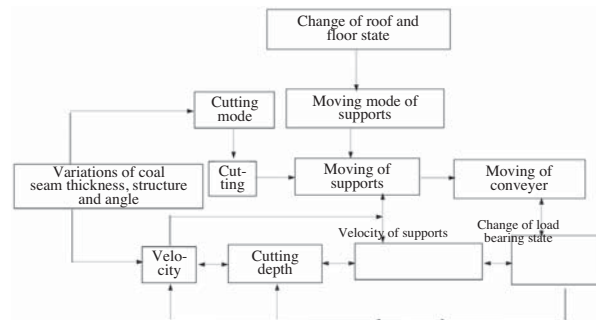 Change of roof and
floor state
Cutting
mode
Moving mode of
supports
Variations of coal
seam thickness, structure
and angle
Cut-
ting
Moving of
supports
Moving of
conveyer
Velocity of supports
Change of load
bearing state
Velo-
city
Cutting
depth